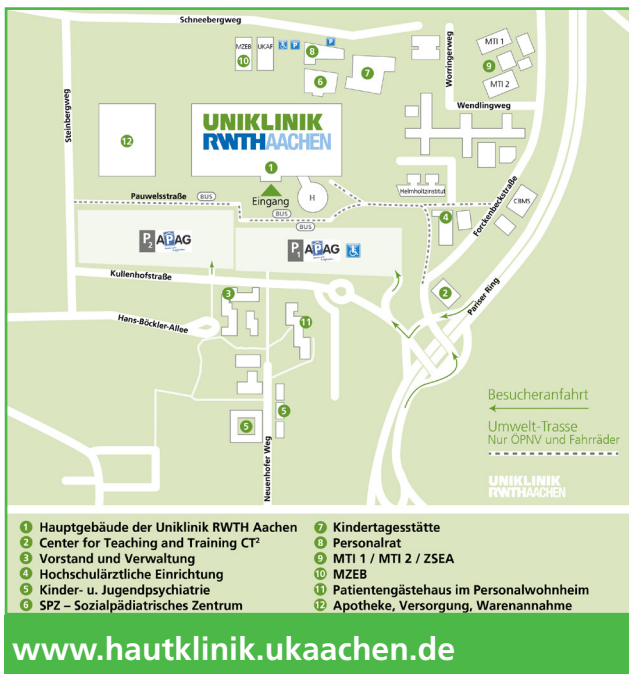 Schneebergweg
Steinbergweg
MZEB
UKAF
P
P
10
8
6
7
Worringerweg
MTI 1
9
MTI 2
Wendlingweg
12
UNIKLINIK
RWTHAACHEN
1
Eingang
H
Helmholtzinstitut
Pauwelsstraße
BUS
BUS
BUS
4
CBMS
Forckenbeckstraße
P2 APAG
P1 APAG
Kullenhofstraße
3
2
Pariser Ring
Hans-Böckler-Allee
11
5
5
Neuenhofer Weg
Besucheranfahrt
Umwelt-Trasse
Nur ÖPNV und Fahrräder
UNIKLINIK
RWTHAACHEN
1 Hauptgebäude der Uniklinik RWTH Aachen
2 Center for Teaching and Training CT²
3 Vorstand und Verwaltung
4 Hochschulärztliche Einrichtung
5 Kinder- u. Jugendpsychiatrie
6 SPZ – Sozialpädiatrisches Zentrum
7 Kindertagesstätte
8 Personalrat
9 MTI 1 / MTI 2 / ZSEA
10 MZEB
11 Patientengästehaus im Personalwohnheim
12 Apotheke, Versorgung, Warenannahme
www.hautklinik.ukaachen.de